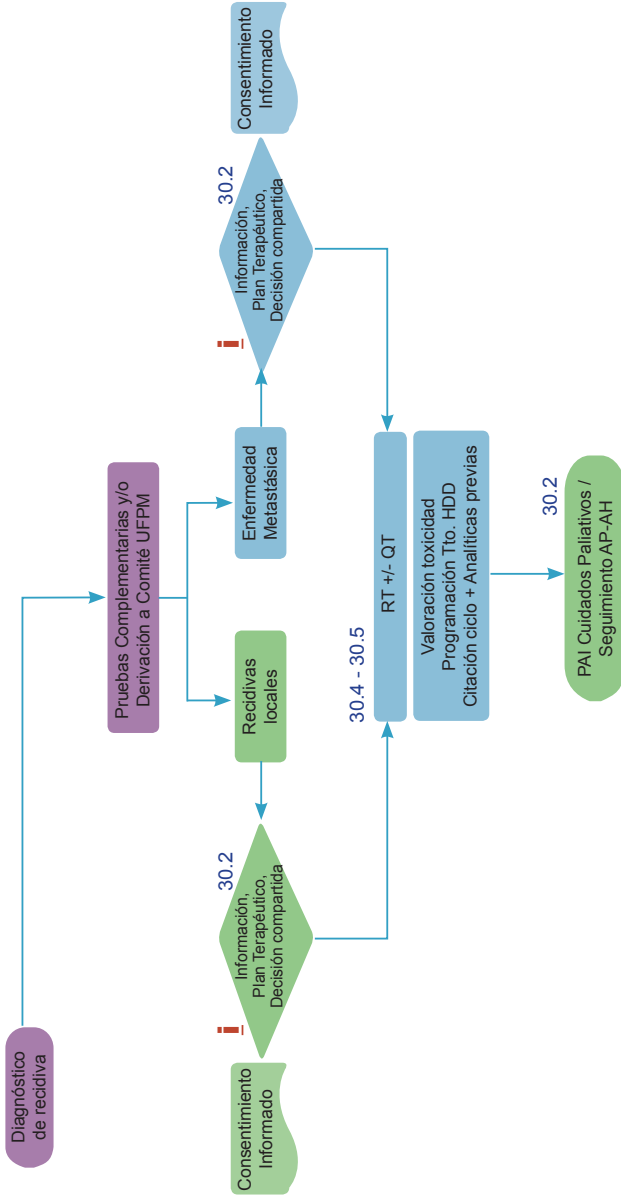 Diagnóstico
de recidiva
Pruebas Complementarias y/o
Derivación a Comité UFPM
Recidivas
locales
Enfermedad
Metastásica
Consentimiento
Informado
i
Información,
Plan Terapéutico,
Decisión compartida
30.2
i
Información,
Plan Terapéutico,
Decisión compartida
30.2
Consentimiento
Informado
30.4 - 30.5
RT +/- QT
Valoración toxicidad
Programación Tto. HDD
Citación ciclo + Analíticas previas
30.2
PAI Cuidados Paliativos /
Seguimiento AP-AH